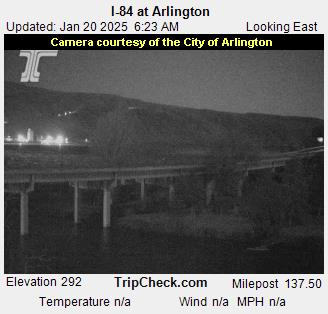 I-84 at Arlington
Updated: Jan 20 2025 6:23 AM Looking East
Camera courtesy of the City of Arlington
Elevation 292 TripCheck.com Milepost 137.50
Temperature n/a Wind n/a MPH n/a